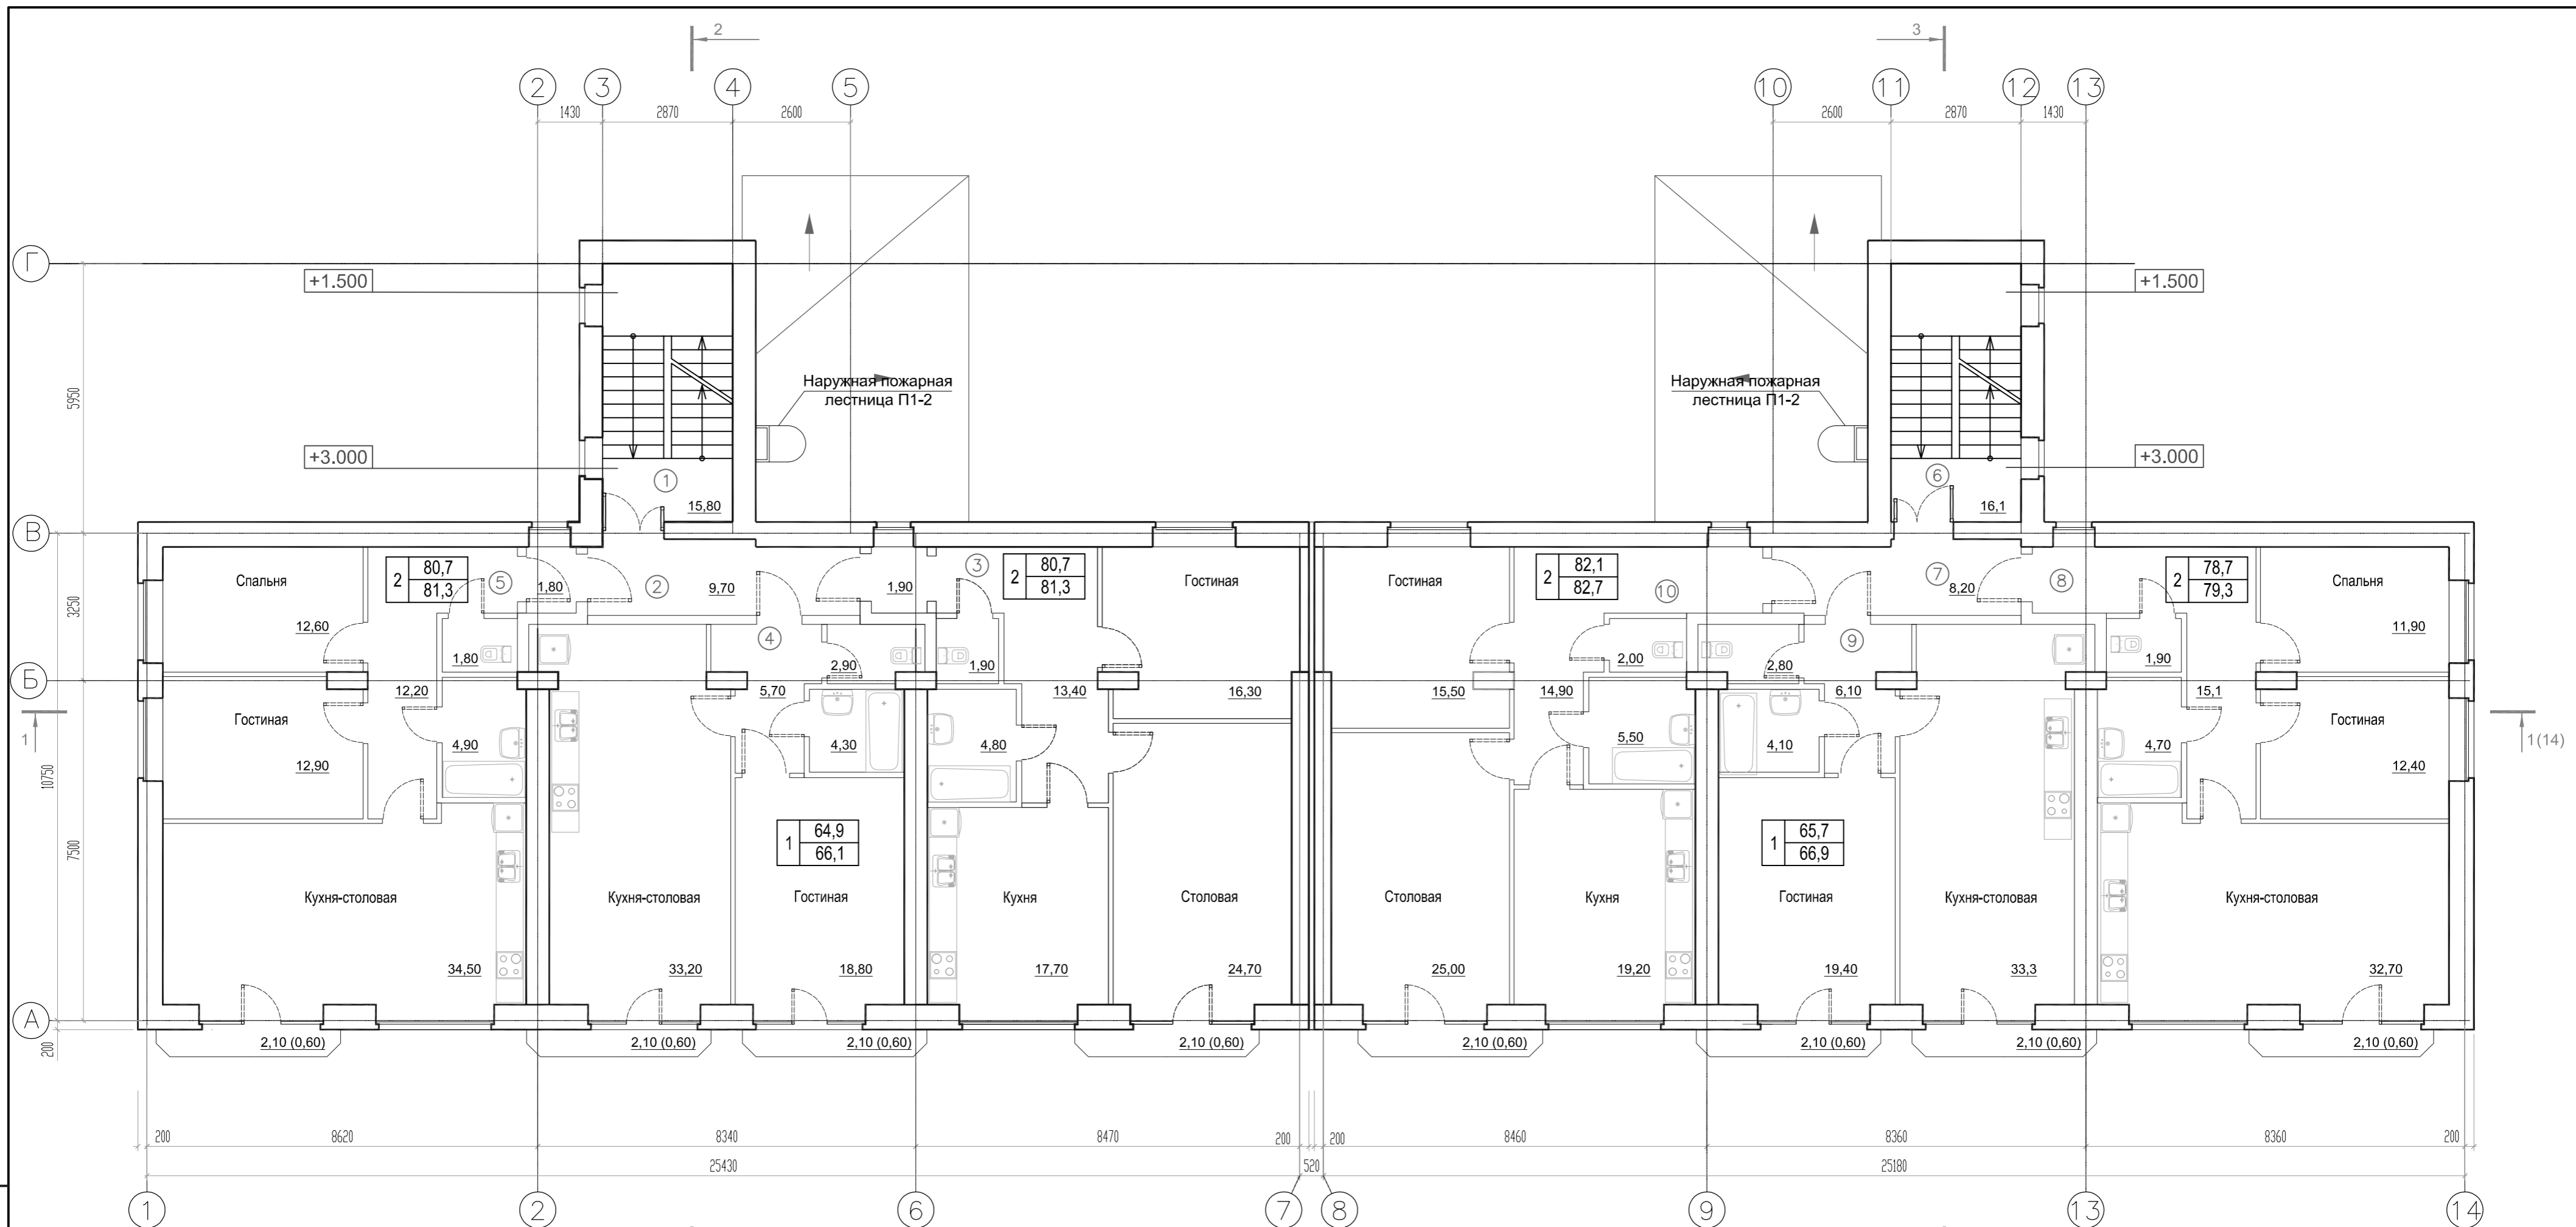 2 3
2 3 4 5 10 11 12 13
1430 2870 2600 2600 2870 1430
Г
+1.500 +1.500
5950
Наружная пожарная
лестница П1-2
Наружная пожарная
лестница П1-2
+3.000 +3.000
1 6
15,80 16,1
В
2 80,7
81,3
5 1,80 2 9,70 1,90 3
2 80,7
81,3
2 82,1
82,7
10 7 8,20 8
2 78,7
79,3
Спальня Гостиная Гостиная Спальня
3250
12,60 1,80 4 2,90 1,90 2,00 2,80 9 1,90 11,90
Б
12,20 5,70 13,40 16,30 15,50 14,90 6,10 15,1
1 Гостиная Гостиная 1(14)
4,90 4,30 4,80 5,50 4,10 4,70
12,90 12,40
10750
7500
1 64,9
66,1
1 65,7
66,9
Кухня-столовая Кухня-столовая Гостиная Кухня Столовая Столовая Кухня Гостиная Кухня-столовая Кухня-столовая
34,50 33,20 18,80 17,70 24,70 25,00 19,20 19,40 33,3 32,70
А
200
2,10 (0,60) 2,10 (0,60) 2,10 (0,60) 2,10 (0,60) 2,10 (0,60) 2,10 (0,60) 2,10 (0,60) 2,10 (0,60)
200 8620 8340 8470 200 200 8460 8360 8360 200
25430 520 25180
1 2 6 7 8 9 13 14